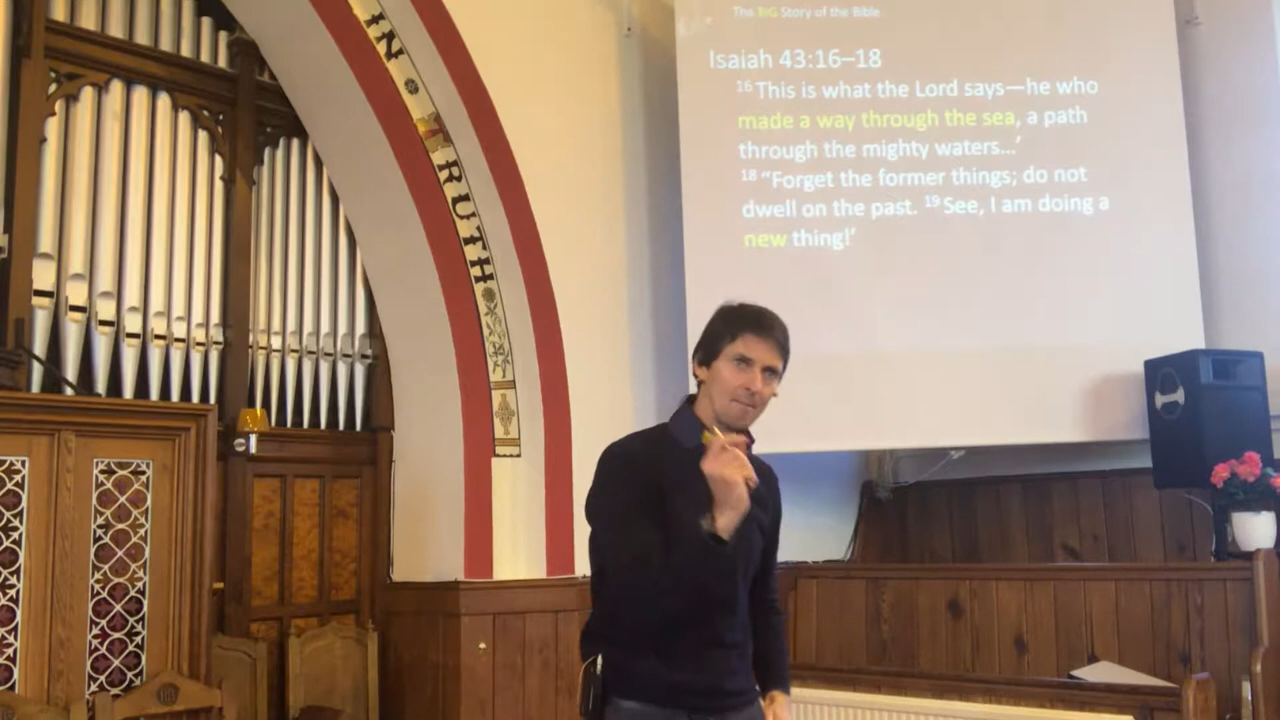 The BIG Story of the Bible
Isaiah 43:16–18
16 This is what the Lord says—he who
made a way through the sea, a path
through the mighty waters...’
18 “Forget the former things; do not
dwell on the past. 19 See, I am doing a
new thing!’
IN TRUTH